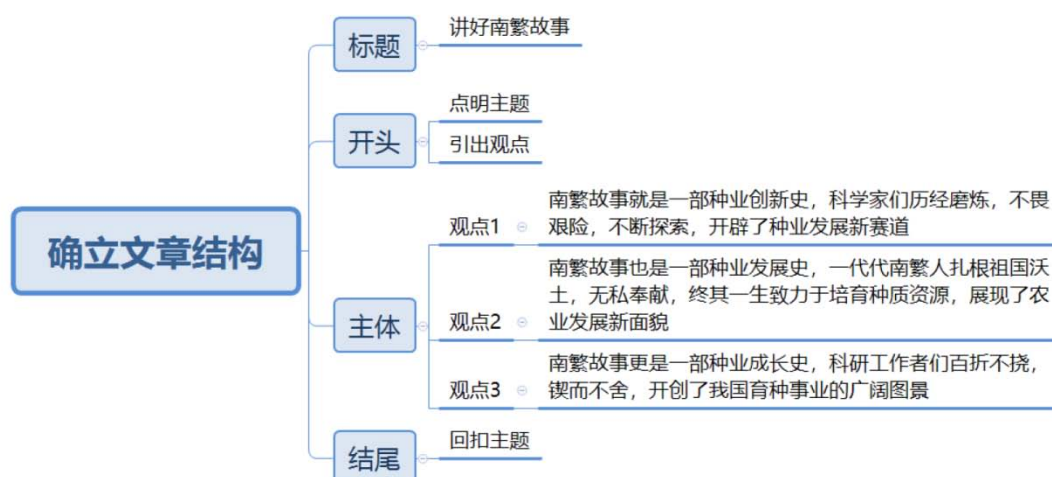 确立文章结构
标题
讲好南繁故事
开头
点明主题
引出观点
主体
观点1
南繁故事就是一部种业创新史，科学家们历经磨炼，不畏
艰险，不断探索，开辟了种业发展新赛道
观点2
南繁故事也是一部种业发展史，一代代南繁人扎根祖国沃
土，无私奉献，终其一生致力于培育种质资源，展现了农
业发展新面貌
观点3
南繁故事更是一部种业成长史，科研工作者们百折不挠，
锲而不舍，开创了我国育种事业的广阔图景
结尾
回扣主题